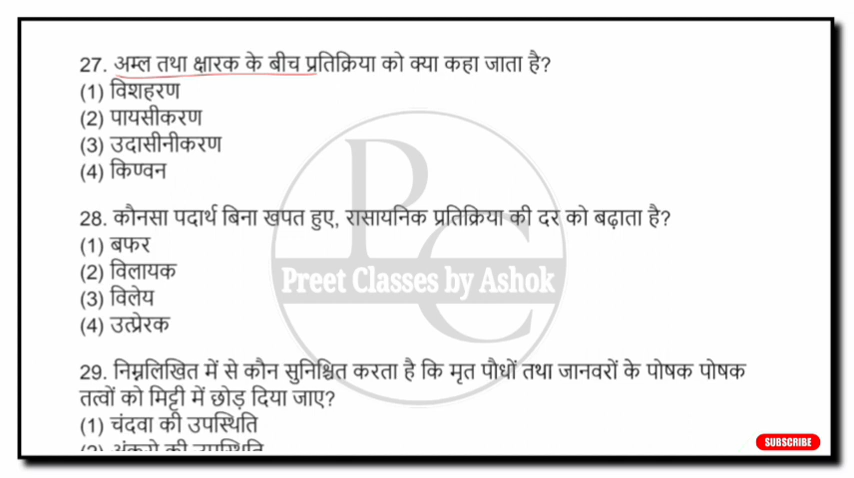 27. अम्ल तथा क्षारक के बीच प्रतिक्रिया को क्या कहा जाता है?
(1) विशहरण
(2) पायसीकरण
(3) उदासीनीकरण
(4) किण्वन
28. कौनसा पदार्थ बिना खपत हुए, रासायनिक प्रतिक्रिया की दर को बढ़ाता है?
(1) बफर
(2) विलायक
(3) विलेय
(4) उत्प्रेरक
Preet Classes by Ashok
29. निम्नलिखित में से कौन सुनिश्चित करता है कि मृत पौधों तथा जानवरों के पोषक पोषक
तत्वों को मिट्टी में छोड़ दिया जाए?
(1) चंदवा की उपस्थिति
SUBSCRIBE